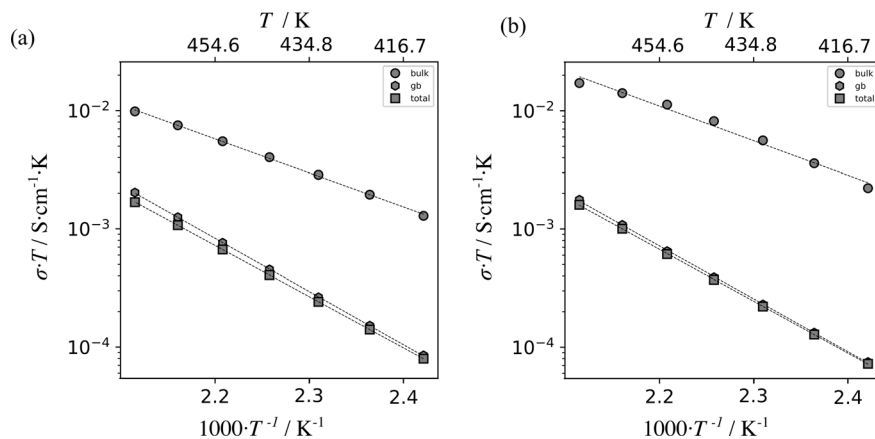 (a)
T / K
454.6 434.8 416.7
bulk
gb
total
10⁻²
10⁻³
10⁻⁴
σ·T / S·cm⁻¹·K
2.2 2.3 2.4
1000·T⁻¹ / K⁻¹
(b)
T / K
454.6 434.8 416.7
bulk
gb
total
10⁻²
10⁻³
10⁻⁴
σ·T / S·cm⁻¹·K
2.2 2.3 2.4
1000·T⁻¹ / K⁻¹